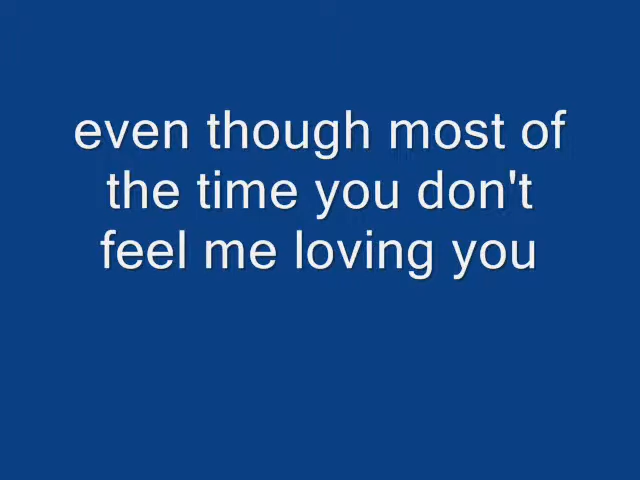 even though most of
the time you don't
feel me loving you